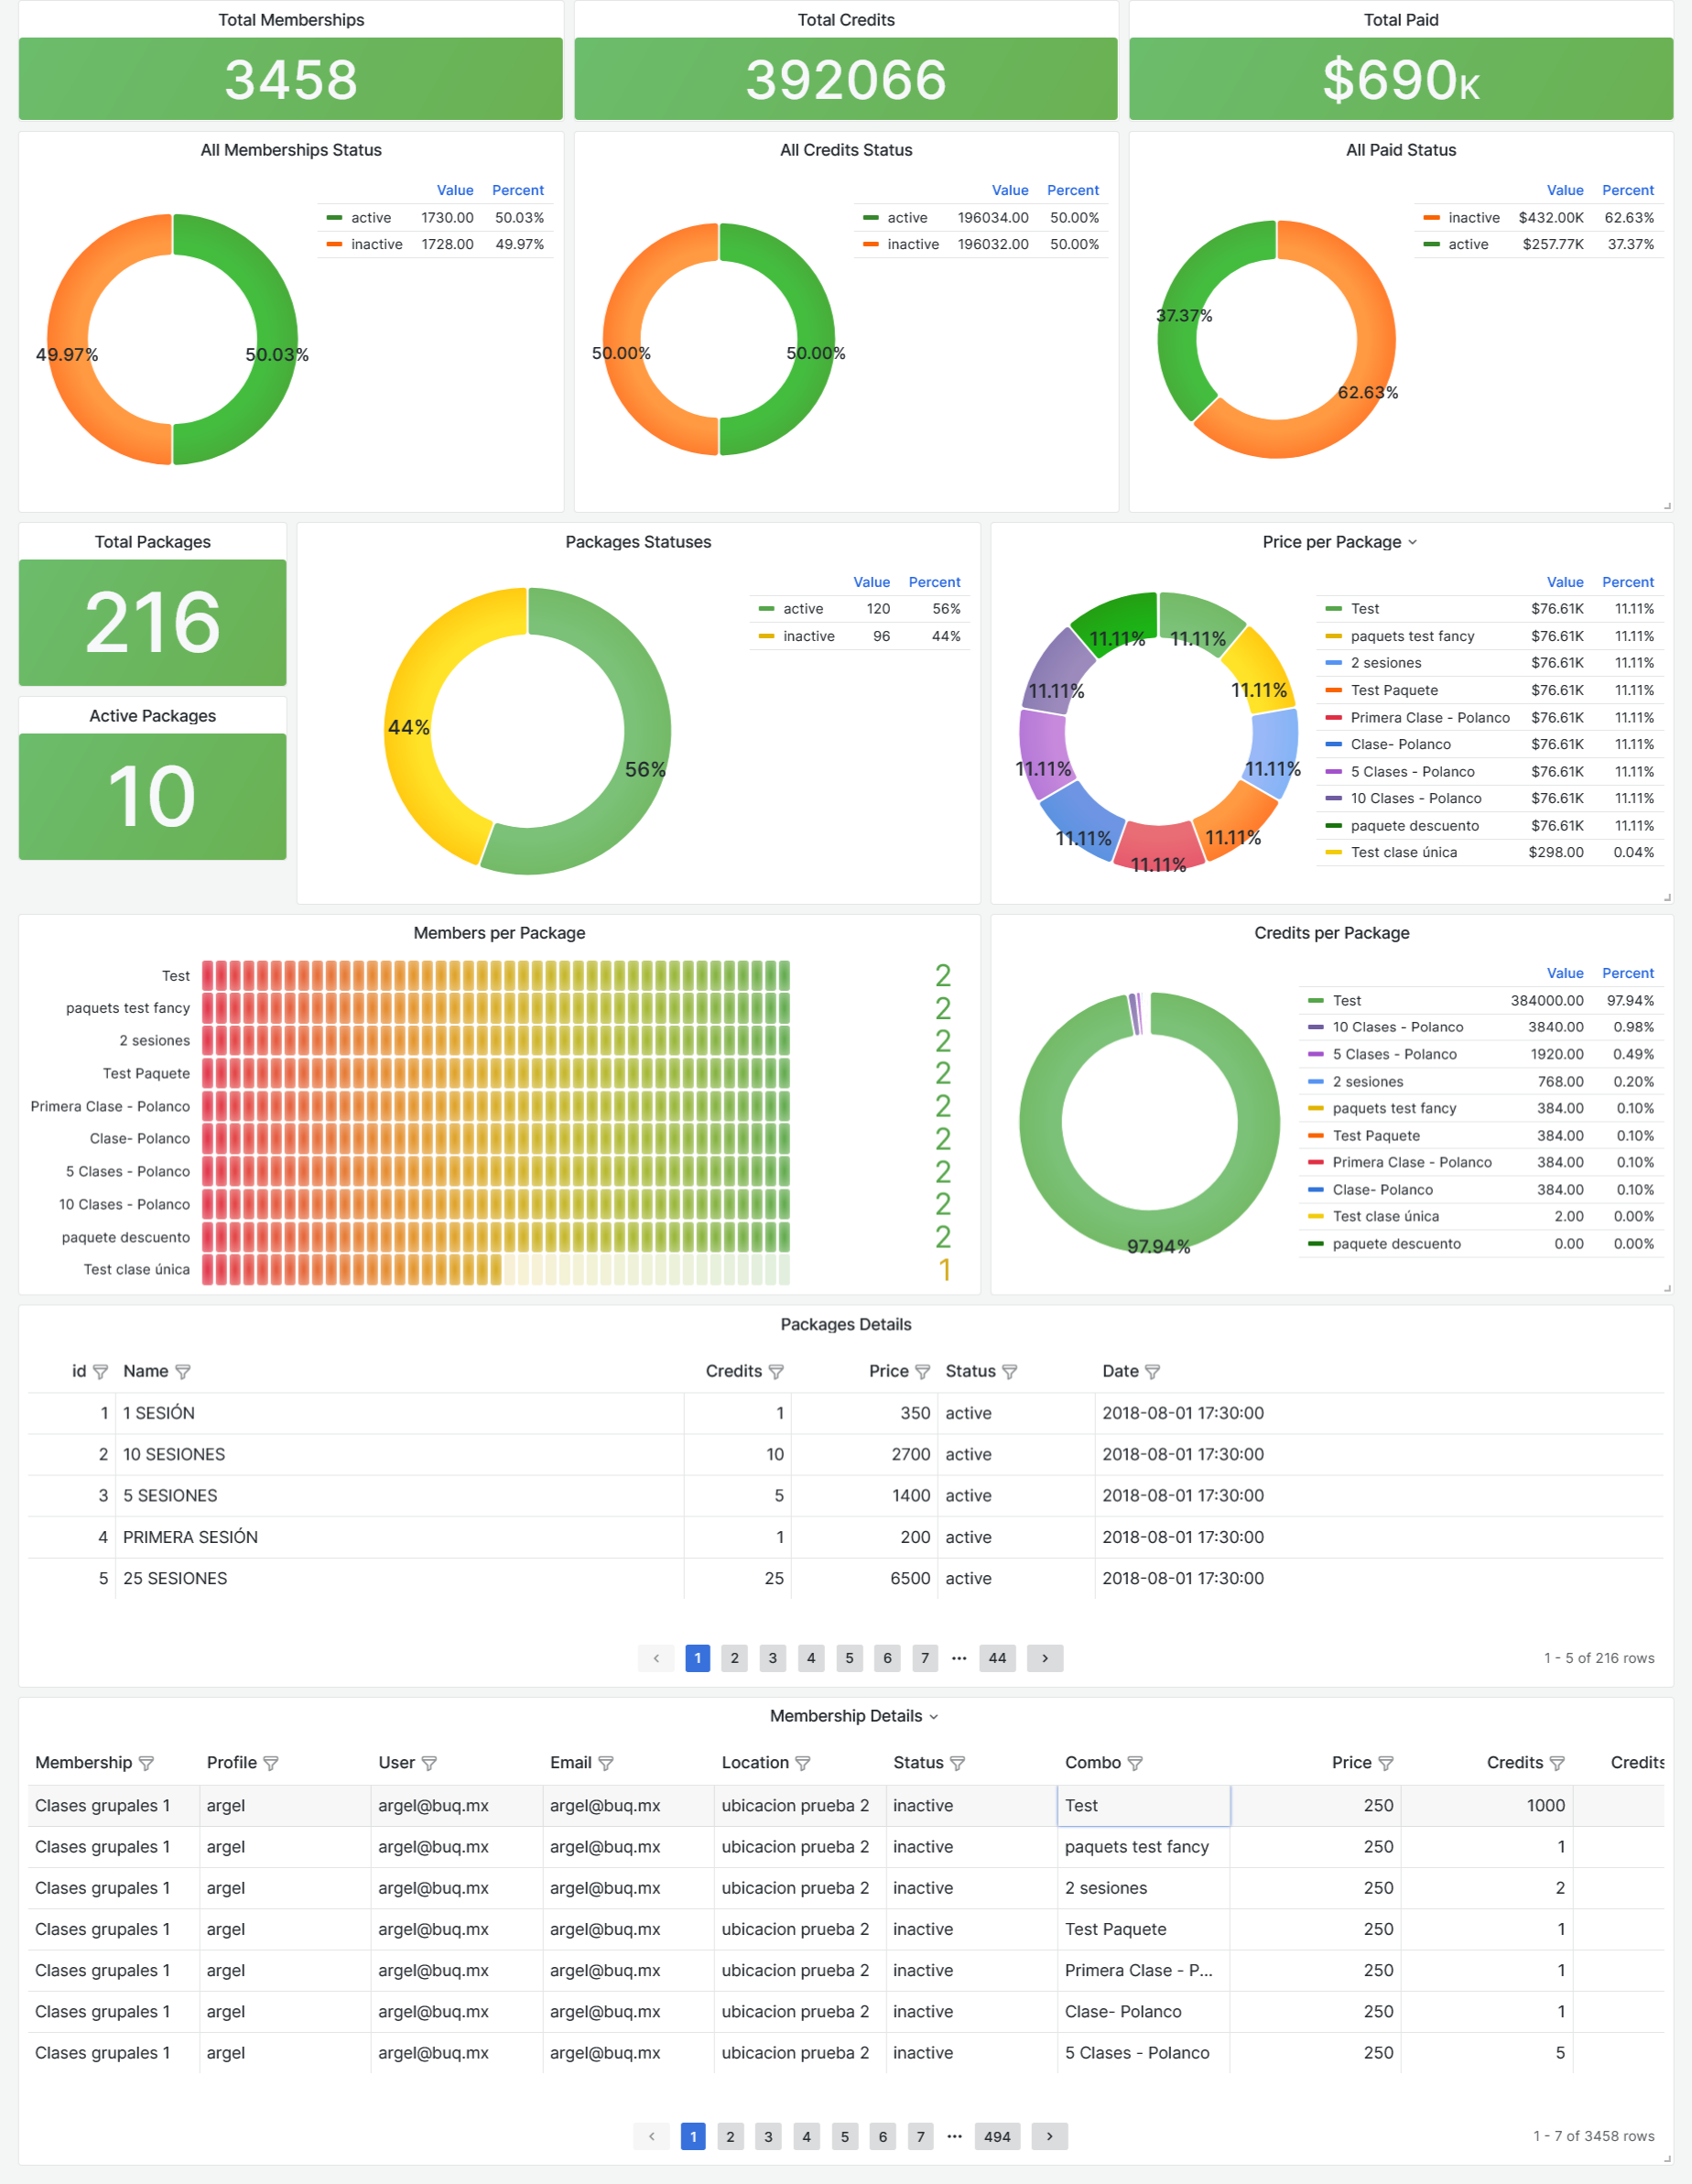 Total Memberships
3458
Total Credits
392066
Total Paid
$690K
All Memberships Status
Value Percent
active 1730.00 50.03%
inactive 1728.00 49.97%
49.97%
50.03%
All Credits Status
Value Percent
active 196034.00 50.00%
inactive 196032.00 50.00%
50.00%
50.00%
All Paid Status
Value Percent
inactive $432.00K 62.63%
active $257.77K 37.37%
37.37%
62.63%
Total Packages
216
Active Packages
10
Packages Statuses
Value Percent
active 120 56%
inactive 96 44%
44%
56%
Price per Package
Value Percent
Test $76.61K 11.11%
paquets test fancy $76.61K 11.11%
2 sesiones $76.61K 11.11%
Test Paquete $76.61K 11.11%
Primera Clase - Polanco $76.61K 11.11%
Clase- Polanco $76.61K 11.11%
5 Clases - Polanco $76.61K 11.11%
10 Clases - Polanco $76.61K 11.11%
paquete descuento $76.61K 11.11%
Test clase única $298.00 0.04%
11.11% 11.11%
11.11% 11.11%
11.11% 11.11%
11.11% 11.11%
11.11%
Members per Package
Test 2
paquets test fancy 2
2 sesiones 2
Test Paquete 2
Primera Clase - Polanco 2
Clase- Polanco 2
5 Clases - Polanco 2
10 Clases - Polanco 2
paquete descuento 2
Test clase única 1
Credits per Package
Value Percent
Test 384000.00 97.94%
10 Clases - Polanco 3840.00 0.98%
5 Clases - Polanco 1920.00 0.49%
2 sesiones 768.00 0.20%
paquets test fancy 384.00 0.10%
Test Paquete 384.00 0.10%
Primera Clase - Polanco 384.00 0.10%
Clase- Polanco 384.00 0.10%
Test clase única 2.00 0.00%
paquete descuento 0.00 0.00%
97.94%
Packages Details
id Name Credits Price Status Date
1 1 SESIÓN 1 350 active 2018-08-01 17:30:00
2 10 SESIONES 10 2700 active 2018-08-01 17:30:00
3 5 SESIONES 5 1400 active 2018-08-01 17:30:00
4 PRIMERA SESIÓN 1 200 active 2018-08-01 17:30:00
5 25 SESIONES 25 6500 active 2018-08-01 17:30:00
< 1 2 3 4 5 6 7 ••• 44 > 1 - 5 of 216 rows
Membership Details
Membership Profile User Email Location Status Combo Price Credits Credits
Clases grupales 1 argel argel@buq.mx argel@buq.mx ubicacion prueba 2 inactive Test 250 1000
Clases grupales 1 argel argel@buq.mx argel@buq.mx ubicacion prueba 2 inactive paquets test fancy 250 1
Clases grupales 1 argel argel@buq.mx argel@buq.mx ubicacion prueba 2 inactive 2 sesiones 250 2
Clases grupales 1 argel argel@buq.mx argel@buq.mx ubicacion prueba 2 inactive Test Paquete 250 1
Clases grupales 1 argel argel@buq.mx argel@buq.mx ubicacion prueba 2 inactive Primera Clase - P... 250 1
Clases grupales 1 argel argel@buq.mx argel@buq.mx ubicacion prueba 2 inactive Clase- Polanco 250 1
Clases grupales 1 argel argel@buq.mx argel@buq.mx ubicacion prueba 2 inactive 5 Clases - Polanco 250 5
< 1 2 3 4 5 6 7 ••• 494 > 1 - 7 of 3458 rows